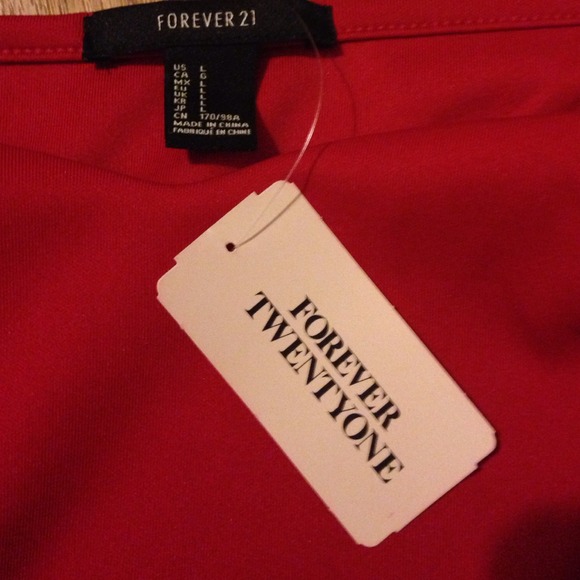 FOREVER 21
US L
CA G
MX L
EU L
UK L
KR L
JP L
CN 170/98A
MADE IN CHINA
FABRIQUÉ EN CHINE
FOREVER
TWENTYONE